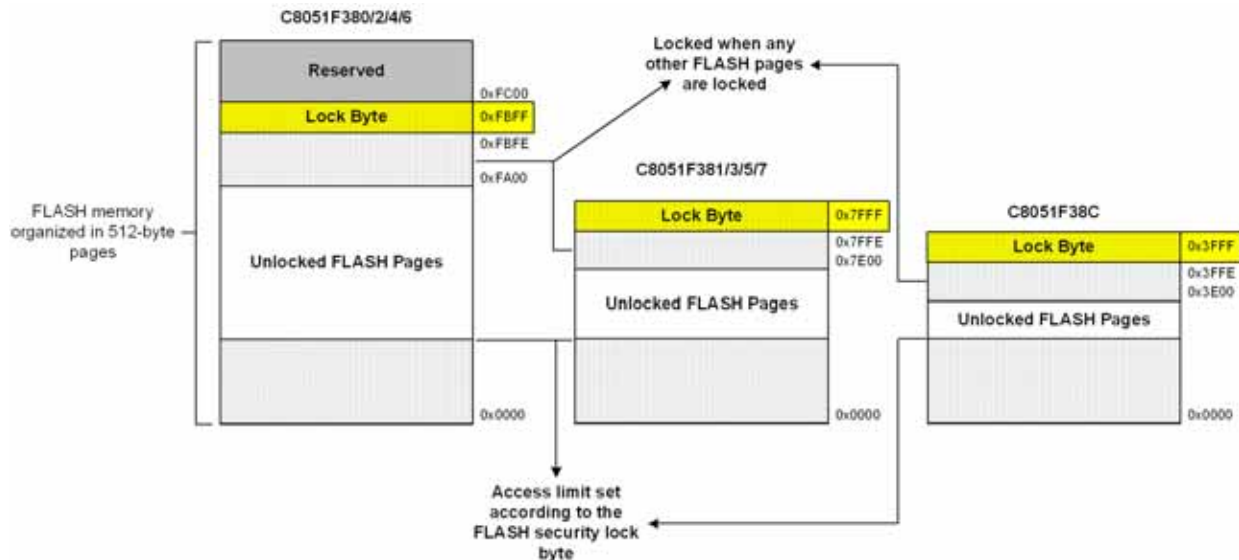 C8051F380/2/4/6
Reserved
0xFC00
Lock Byte
0xFBFF
0xFBFE
0xFA00
Unlocked FLASH Pages
0x0000
FLASH memory
organized in 512-byte
pages
Locked when any
other FLASH pages
are locked
C8051F381/3/5/7
Lock Byte
0x7FFF
0x7FFE
0x7E00
Unlocked FLASH Pages
0x0000
C8051F38C
Lock Byte
0x3FFF
0x3FFE
0x3E00
Unlocked FLASH Pages
0x0000
Access limit set
according to the
FLASH security lock
byte